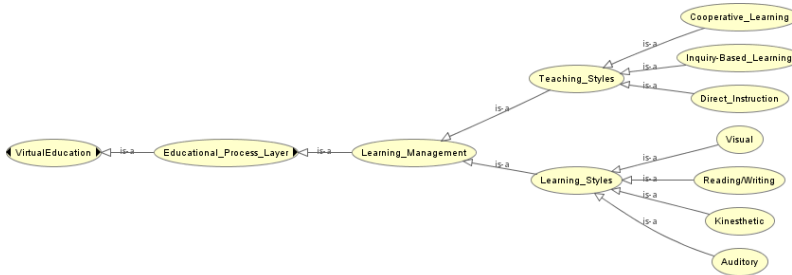 Cooperative_Learning
is-a
Inquiry-Based_Learning
is-a
Teaching_Styles
is-a
Direct_Instruction
is-a
Visual
is-a
VirtualEducation
is-a
Educational_Process_Layer
is-a
Learning_Management
is-a
Learning_Styles
is-a
Reading/Writing
is-a
Kinesthetic
is-a
Auditory